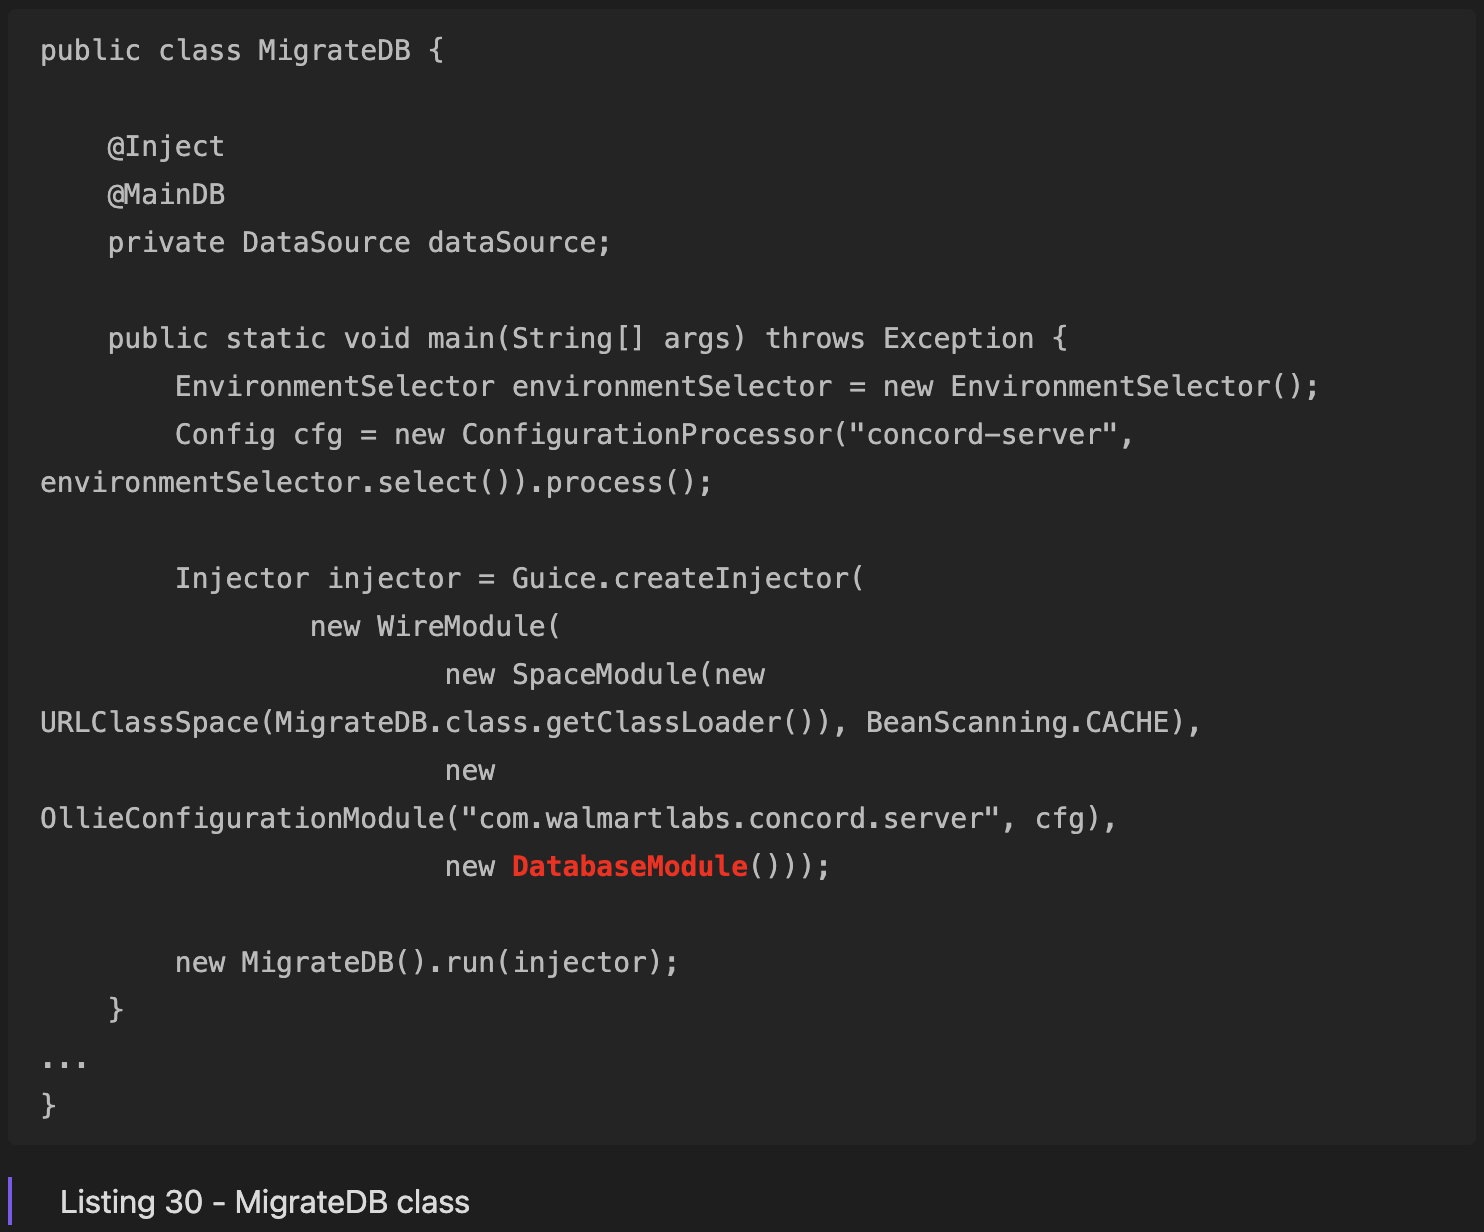 public class MigrateDB {
@Inject
@MainDB
private DataSource dataSource;
public static void main(String[] args) throws Exception {
EnvironmentSelector environmentSelector = new EnvironmentSelector();
Config cfg = new ConfigurationProcessor("concord-server",
environmentSelector.select()).process();
Injector injector = Guice.createInjector(
new WireModule(
new SpaceModule(new
URLClassSpace(MigrateDB.class.getClassLoader()), BeanScanning.CACHE),
new
OllieConfigurationModule("com.walmartlabs.concord.server", cfg),
new DatabaseModule()));
new MigrateDB().run(injector);
}
...
}
Listing 30 - MigrateDB class